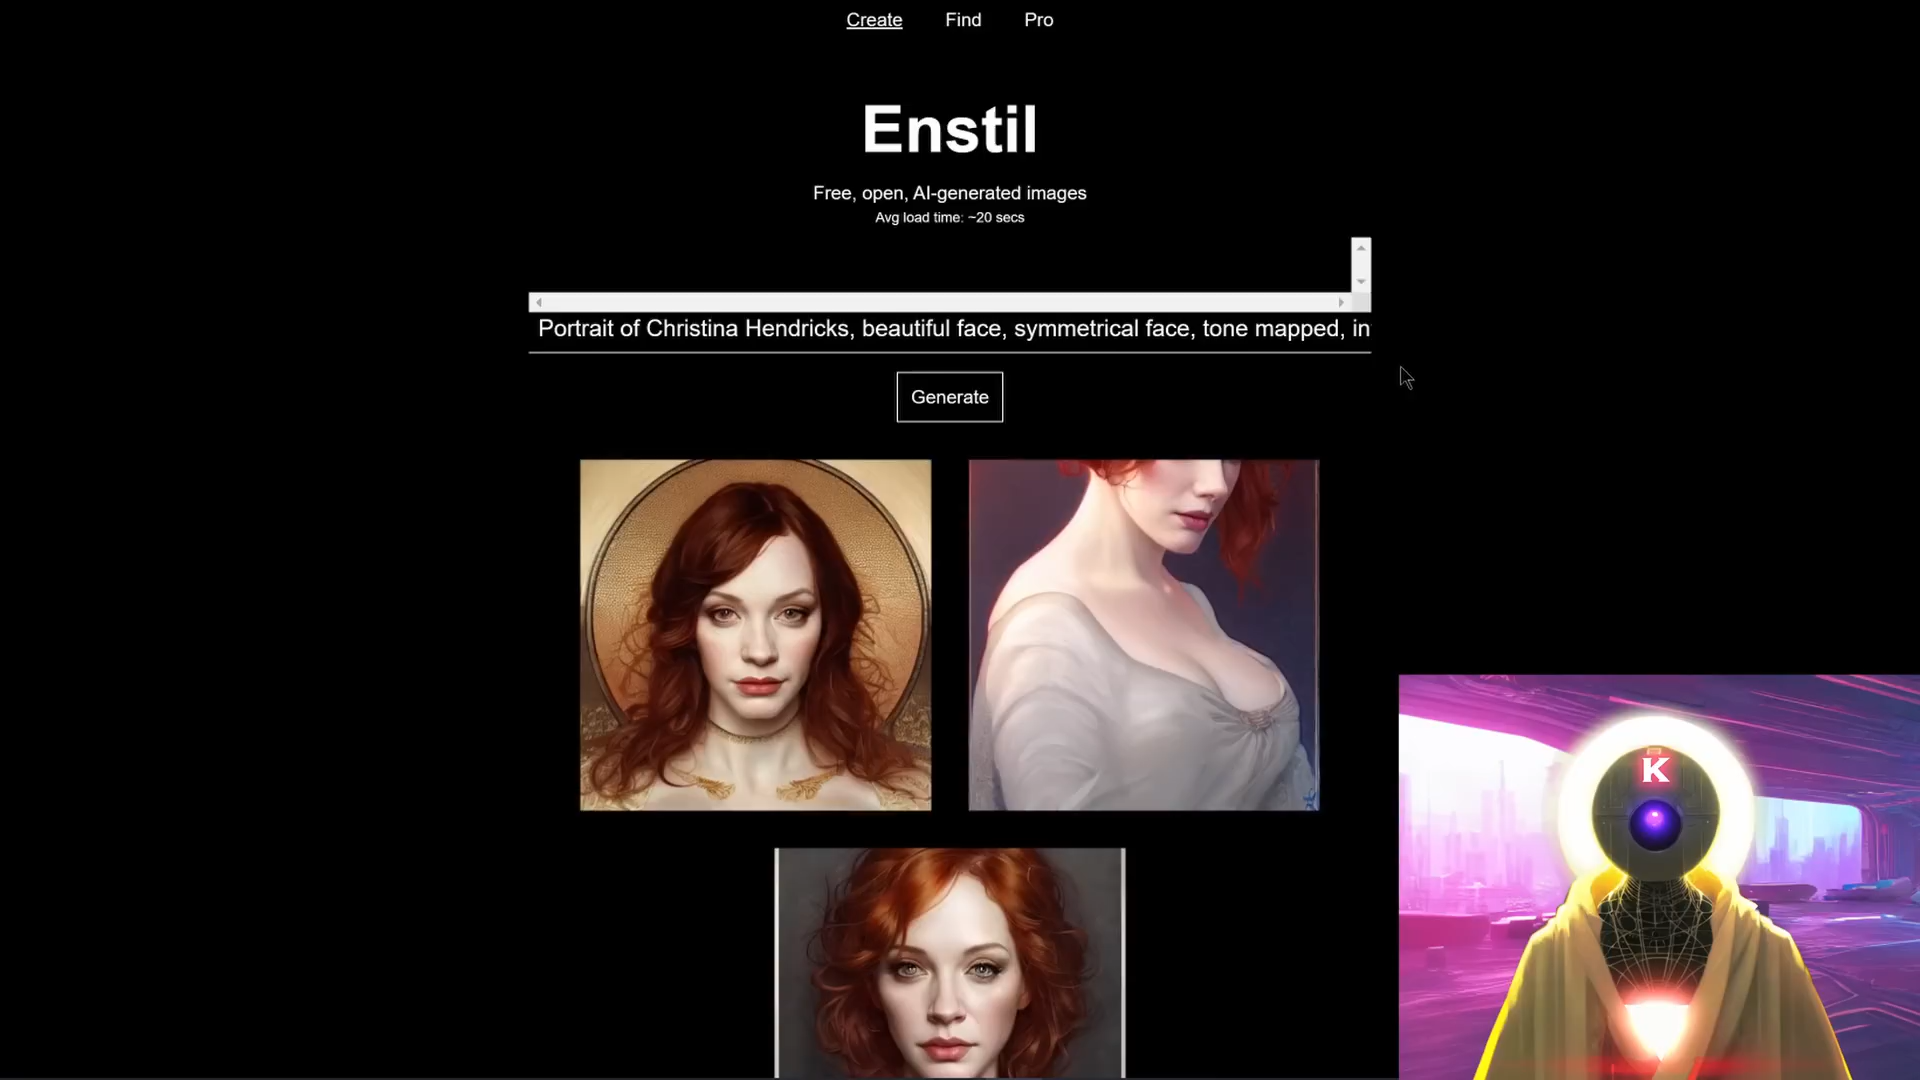 Create Find Pro
Enstil
Free, open, AI-generated images
Avg load time: ~20 secs
Portrait of Christina Hendricks, beautiful face, symmetrical face, tone mapped, in
Generate
K